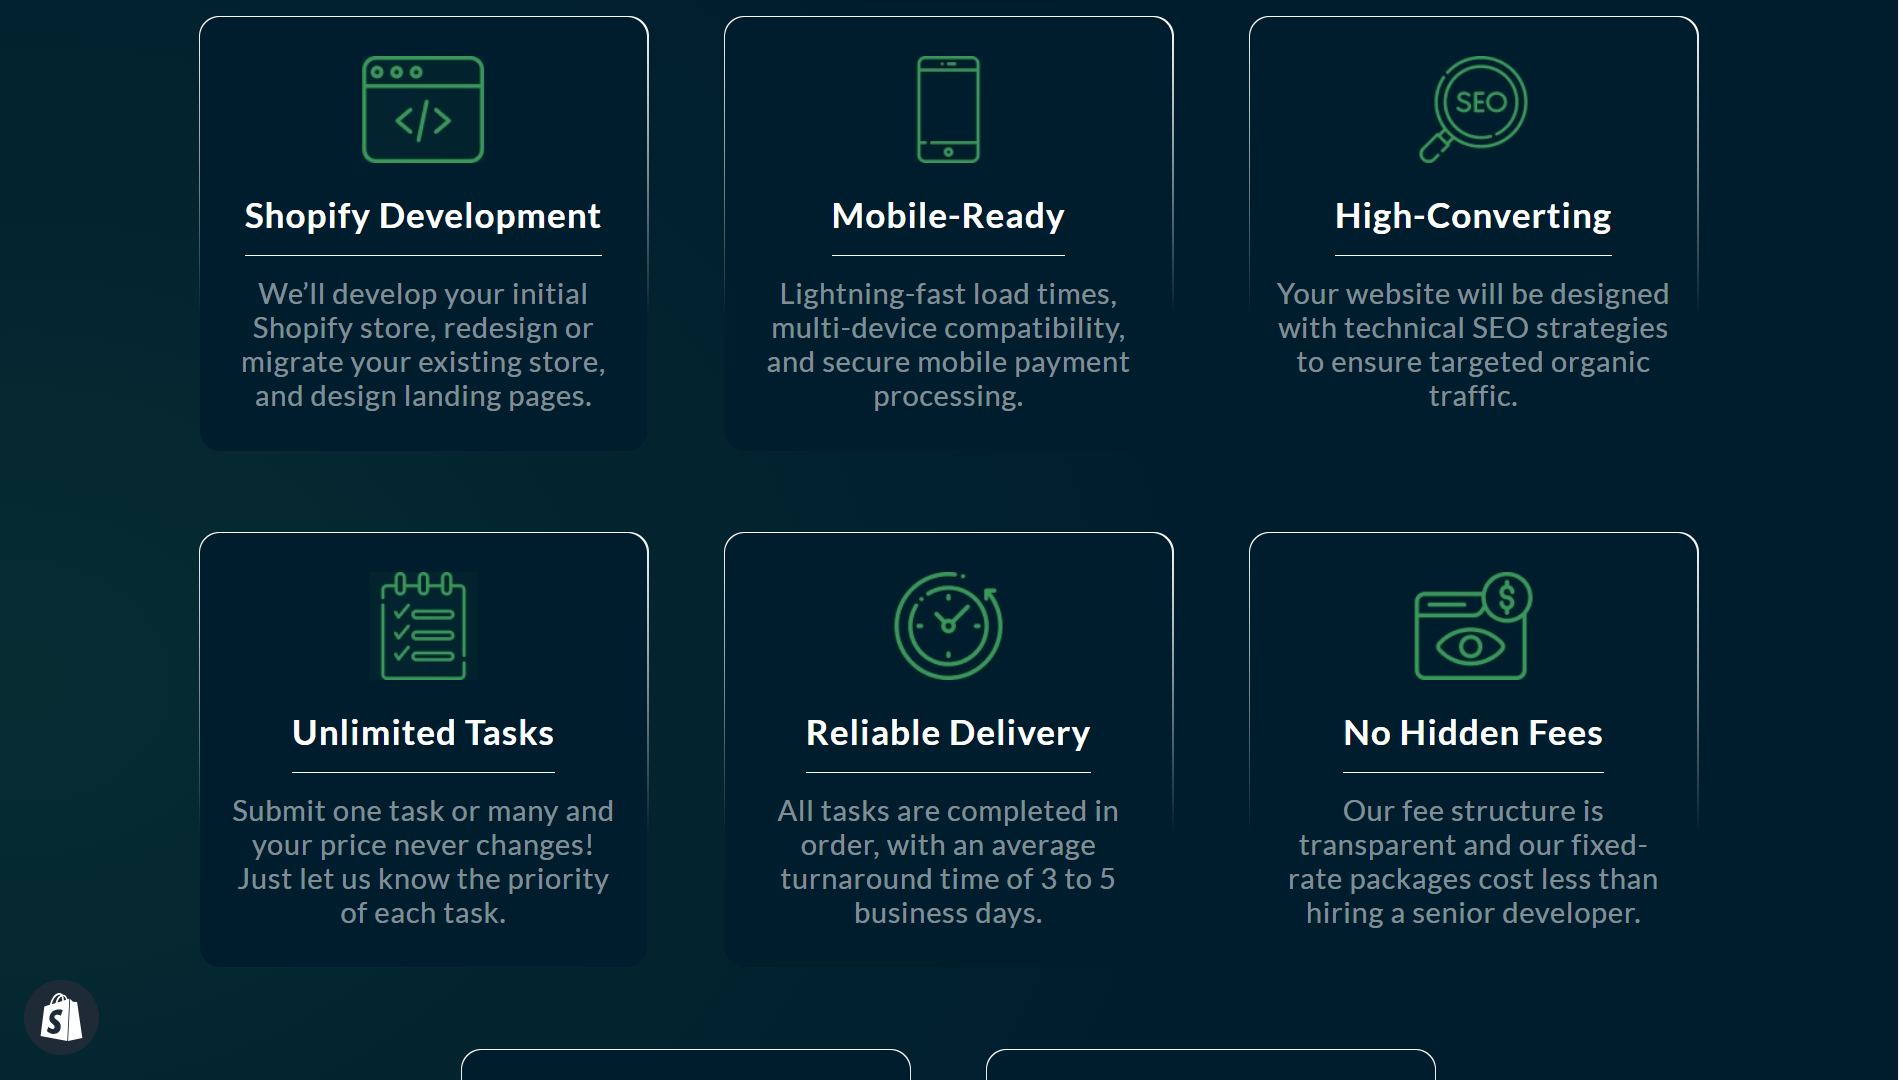 SEO
Shopify Development
We’ll develop your initial
Shopify store, redesign or
migrate your existing store,
and design landing pages.
Mobile-Ready
Lightning-fast load times,
multi-device compatibility,
and secure mobile payment
processing.
High-Converting
Your website will be designed
with technical SEO strategies
to ensure targeted organic
traffic.
$
Unlimited Tasks
Submit one task or many and
your price never changes!
Just let us know the priority
of each task.
Reliable Delivery
All tasks are completed in
order, with an average
turnaround time of 3 to 5
business days.
No Hidden Fees
Our fee structure is
transparent and our fixed-
rate packages cost less than
hiring a senior developer.
S